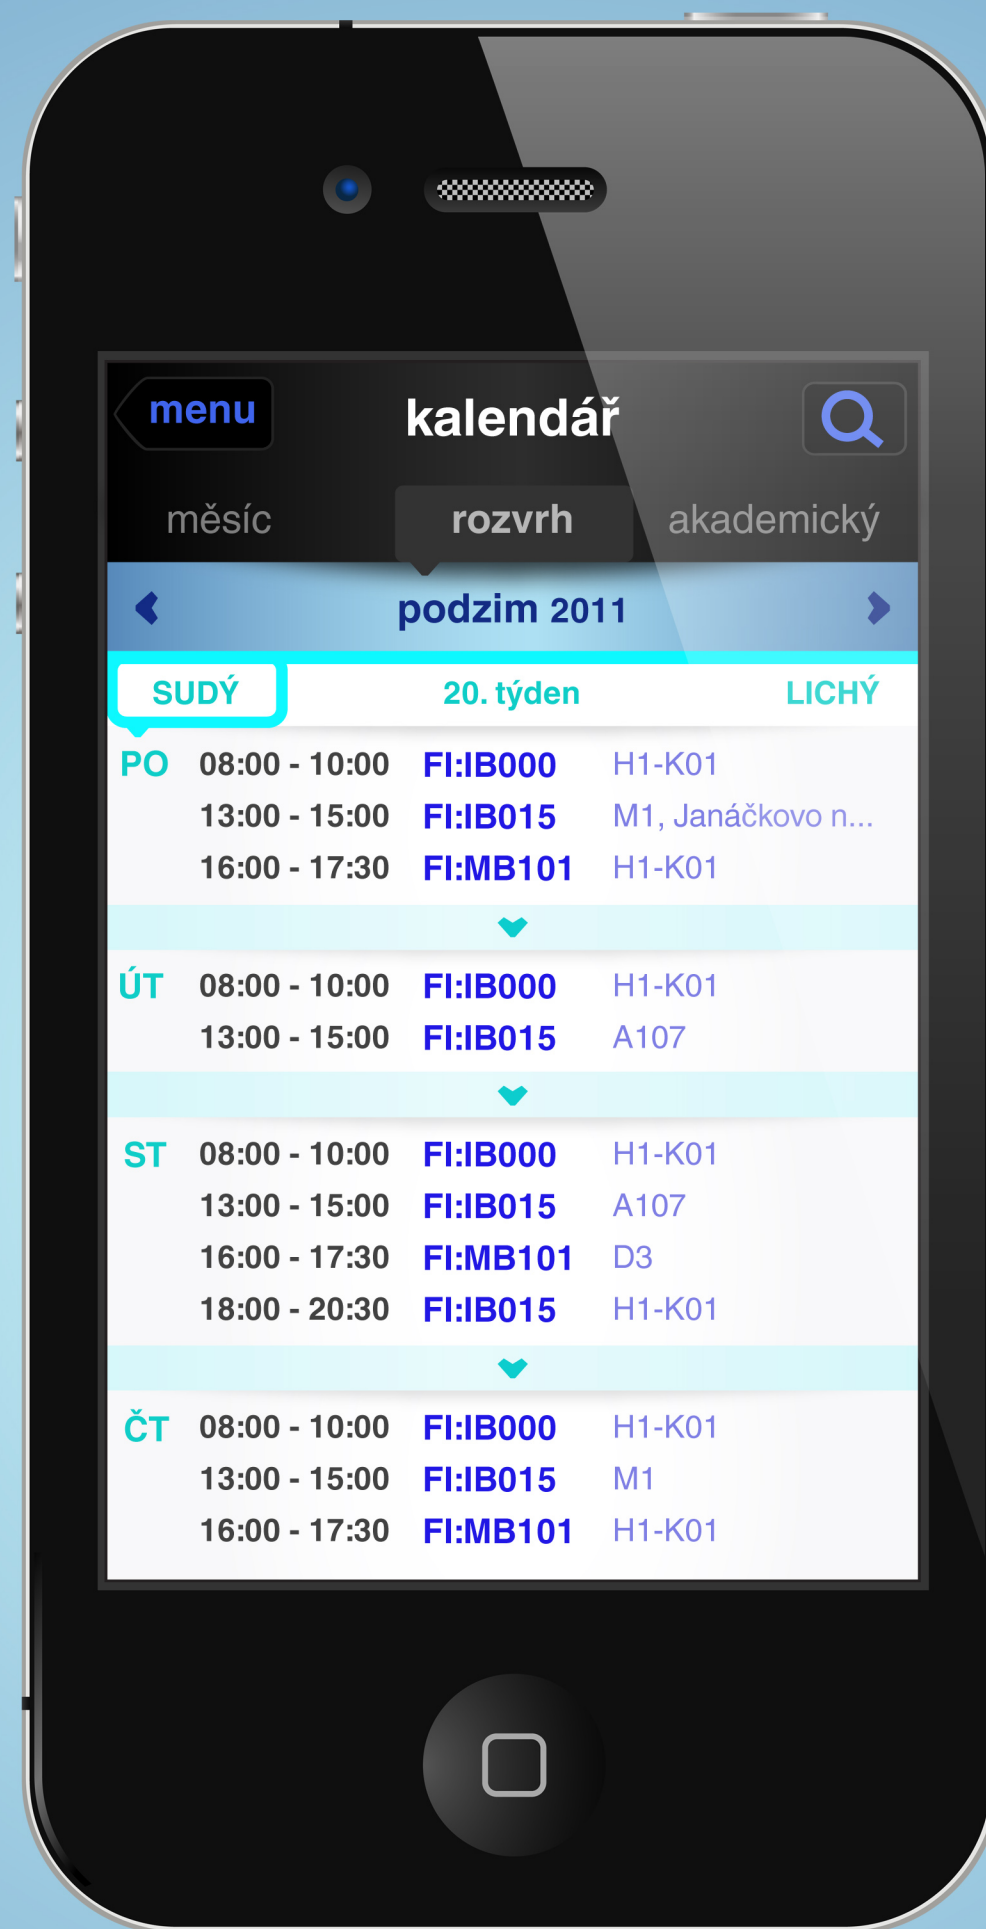 menu kalendář
měsíc rozvrh akademický
podzim 2011
SUDÝ 20. týden LICHÝ
PO 08:00 - 10:00 FI:IB000 H1-K01
13:00 - 15:00 FI:IB015 M1, Janáčkovo n...
16:00 - 17:30 FI:MB101 H1-K01
ÚT 08:00 - 10:00 FI:IB000 H1-K01
13:00 - 15:00 FI:IB015 A107
ST 08:00 - 10:00 FI:IB000 H1-K01
13:00 - 15:00 FI:IB015 A107
16:00 - 17:30 FI:MB101 D3
18:00 - 20:30 FI:IB015 H1-K01
ČT 08:00 - 10:00 FI:IB000 H1-K01
13:00 - 15:00 FI:IB015 M1
16:00 - 17:30 FI:MB101 H1-K01